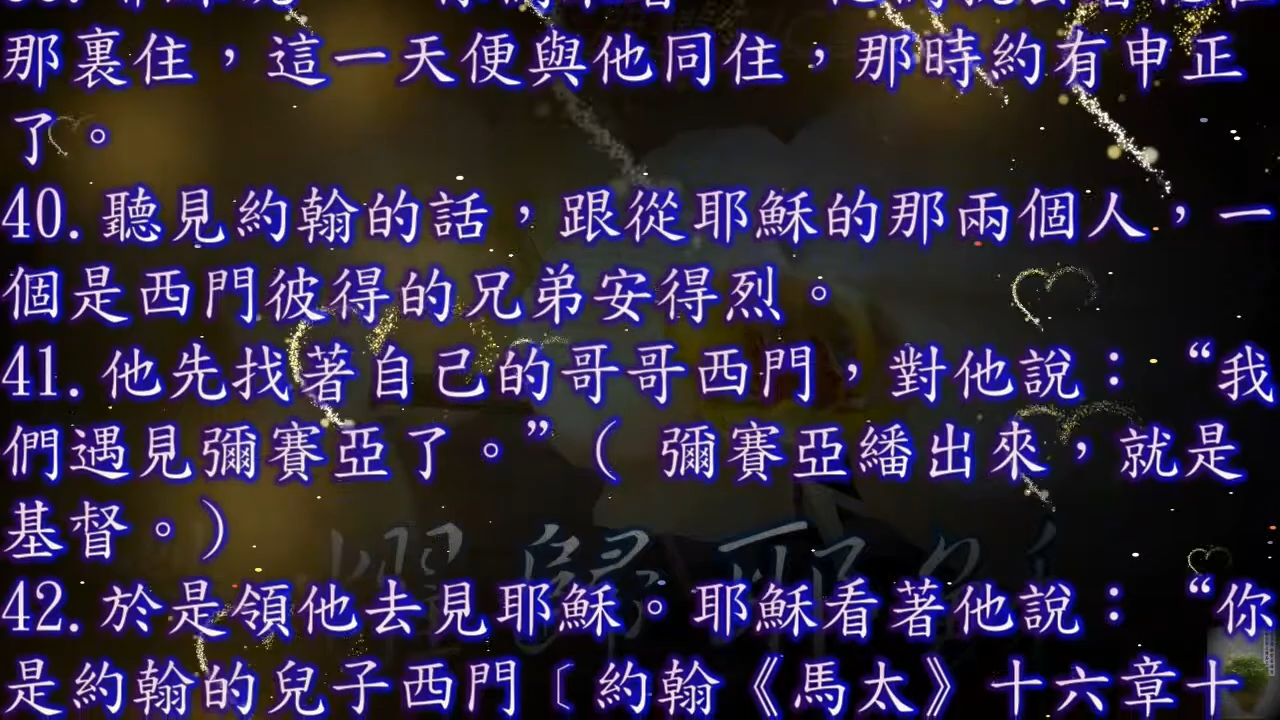 那裏住，這一天便與他同住，那時約有申正
了。
40. 聽見約翰的話，跟從耶穌的那兩個人，一
個是西門彼得的兄弟安得烈。
41. 他先找著自己的哥哥西門，對他說：“我
們遇見彌賽亞了。”（ 彌賽亞繙出來，就是
基督。）
42. 於是領他去見耶穌。耶穌看著他說：“你
是約翰的兒子西門﹝約翰《馬太》十六章十